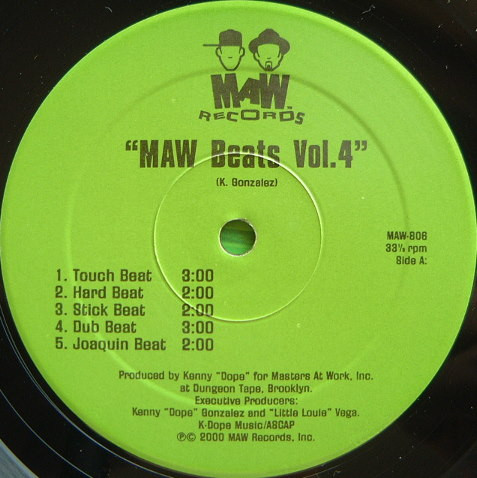 MAW™
RECORDS
"MAW Beats Vol.4"
(K. Gonzalez)
MAW-806
33⅓ rpm
Side A:
1. Touch Beat 3:00
2. Hard Beat 2:00
3. Stick Beat 2:00
4. Dub Beat 3:00
5. Joaquin Beat 2:00
Produced by Kenny "Dope" for Masters At Work, Inc.
at Dungeon Tape, Brooklyn.
Executive Producers:
Kenny "Dope" Gonzalez and "Little Louie" Vega.
K-Dope Music/ASCAP
℗© 2000 MAW Records, Inc.